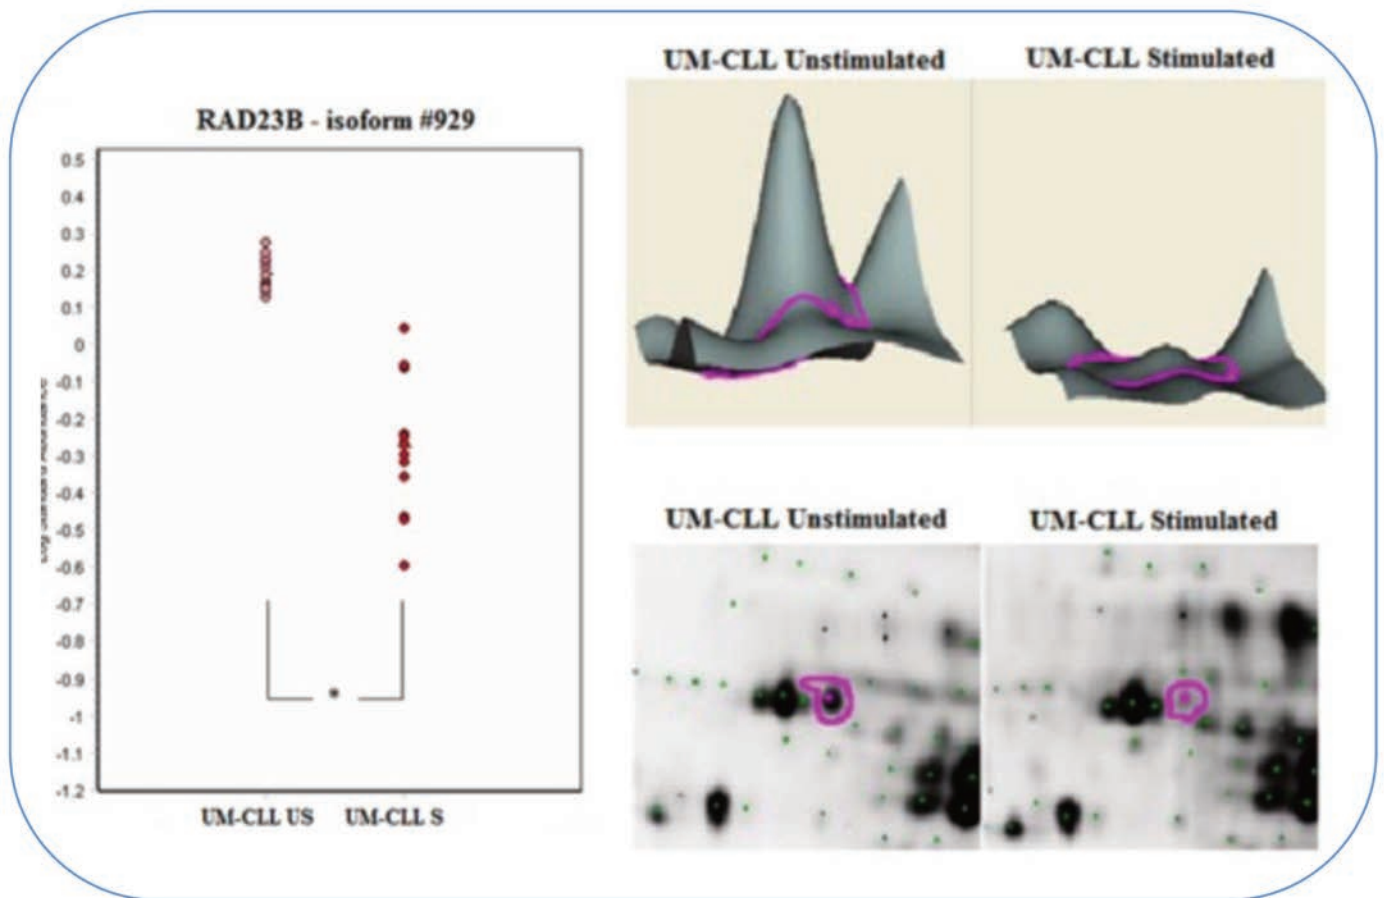 UM-CLL Unstimulated
UM-CLL Stimulated
RAD23B - isoform #929
0.5
0.4
0.3
0.2
0.1
0
-0.1
-0.2
-0.3
-0.4
-0.5
-0.6
-0.7
-0.8
-0.9
-1
-1.1
-1.2
*
UM-CLL US
UM-CLL S
UM-CLL Unstimulated
UM-CLL Stimulated